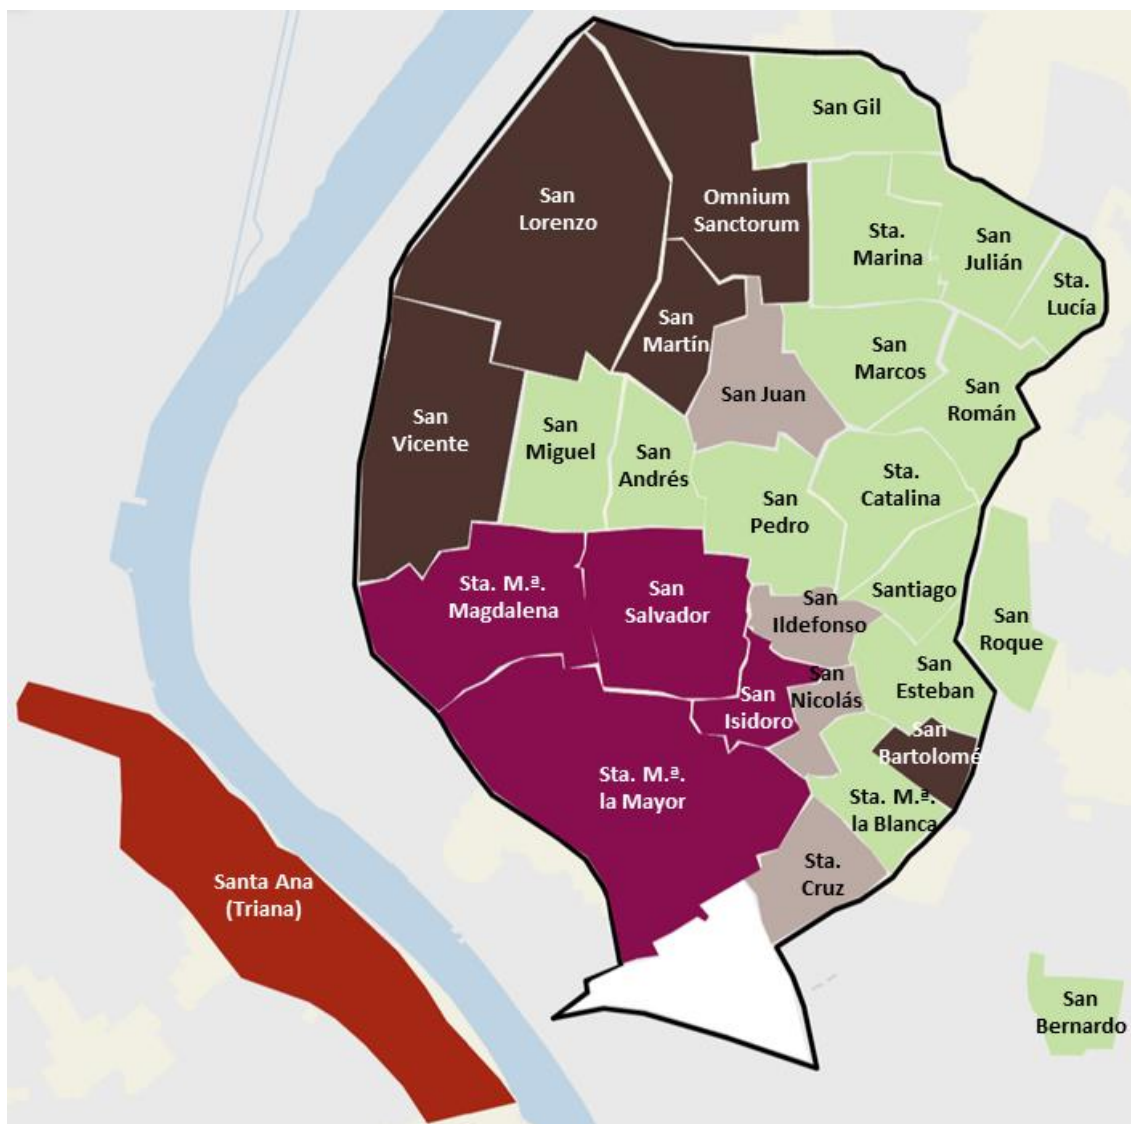 San Gil
San
Lorenzo
Omnium
Sanctorum
Sta.
Marina
San
Julián
Sta.
Lucía
San
Martín
San
Marcos
San Juan
San
Román
San
Vicente
San
Miguel
San
Andrés
Sta.
Catalina
San
Pedro
Sta. M.ª.
Magdalena
San
Salvador
San
Ildefonso
Santiago
San
Roque
San
Esteban
San
Nicolás
San
Isidoro
San
Bartolomé
Sta. M.ª.
la Mayor
Sta. M.ª.
la Blanca
Sta.
Cruz
Santa Ana
(Triana)
San
Bernardo